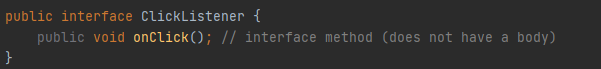 public interface ClickListener {
    public void onClick(); // interface method (does not have a body)
}